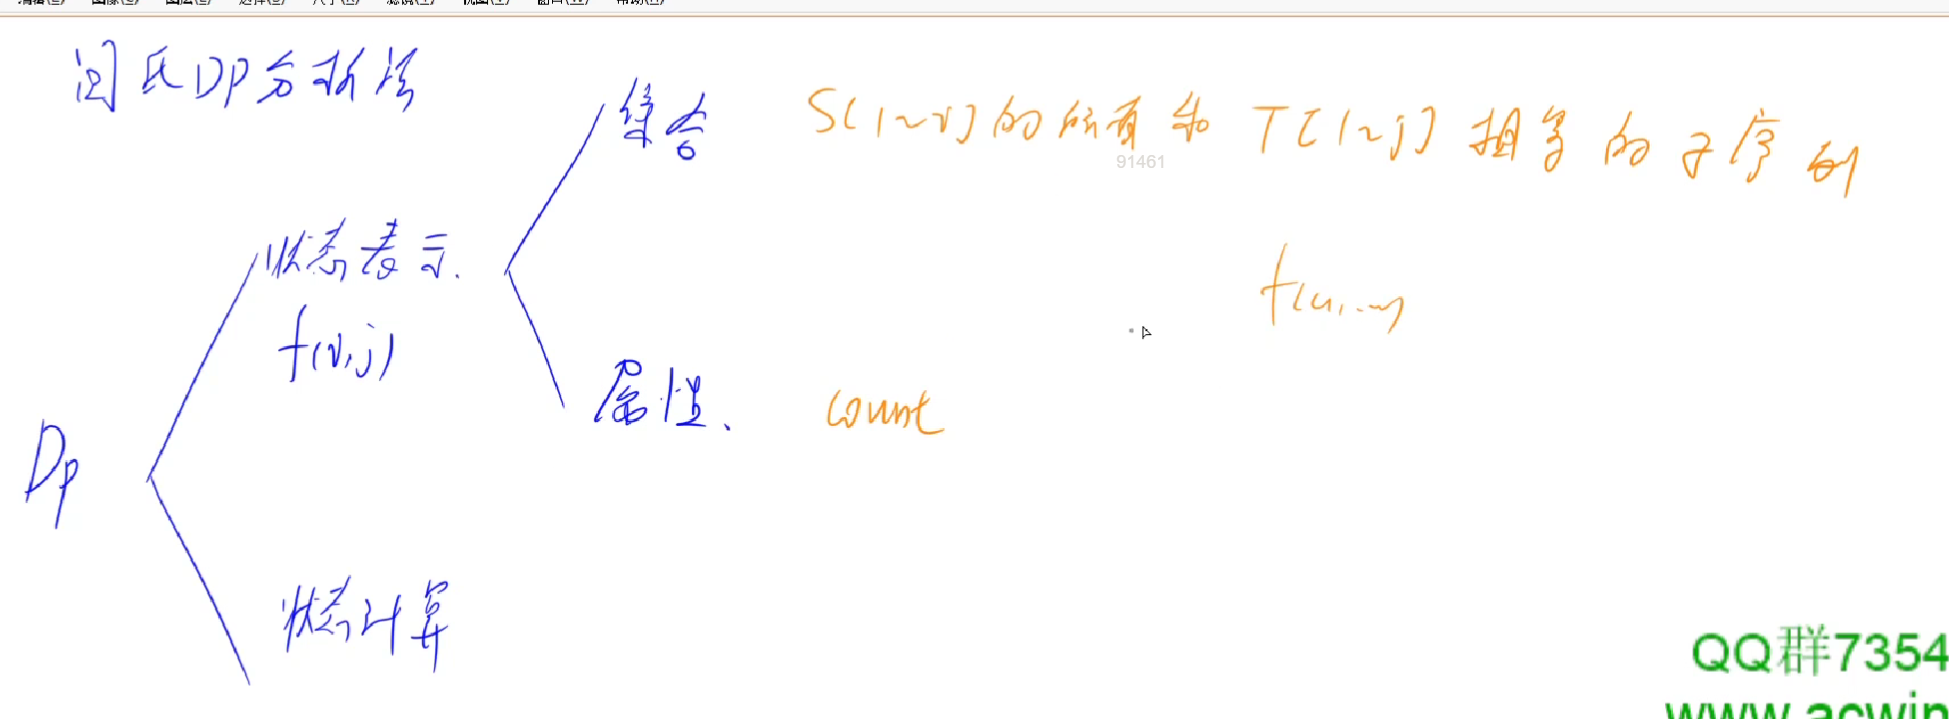 闫氏DP分析法
集合 S[1~i]的所有和T[1~j]相等的子序列
91461
状态表示.
f(i,j)
f(n,m)
属性、 count
Dp
状态计算
QQ群7354
www.acwin